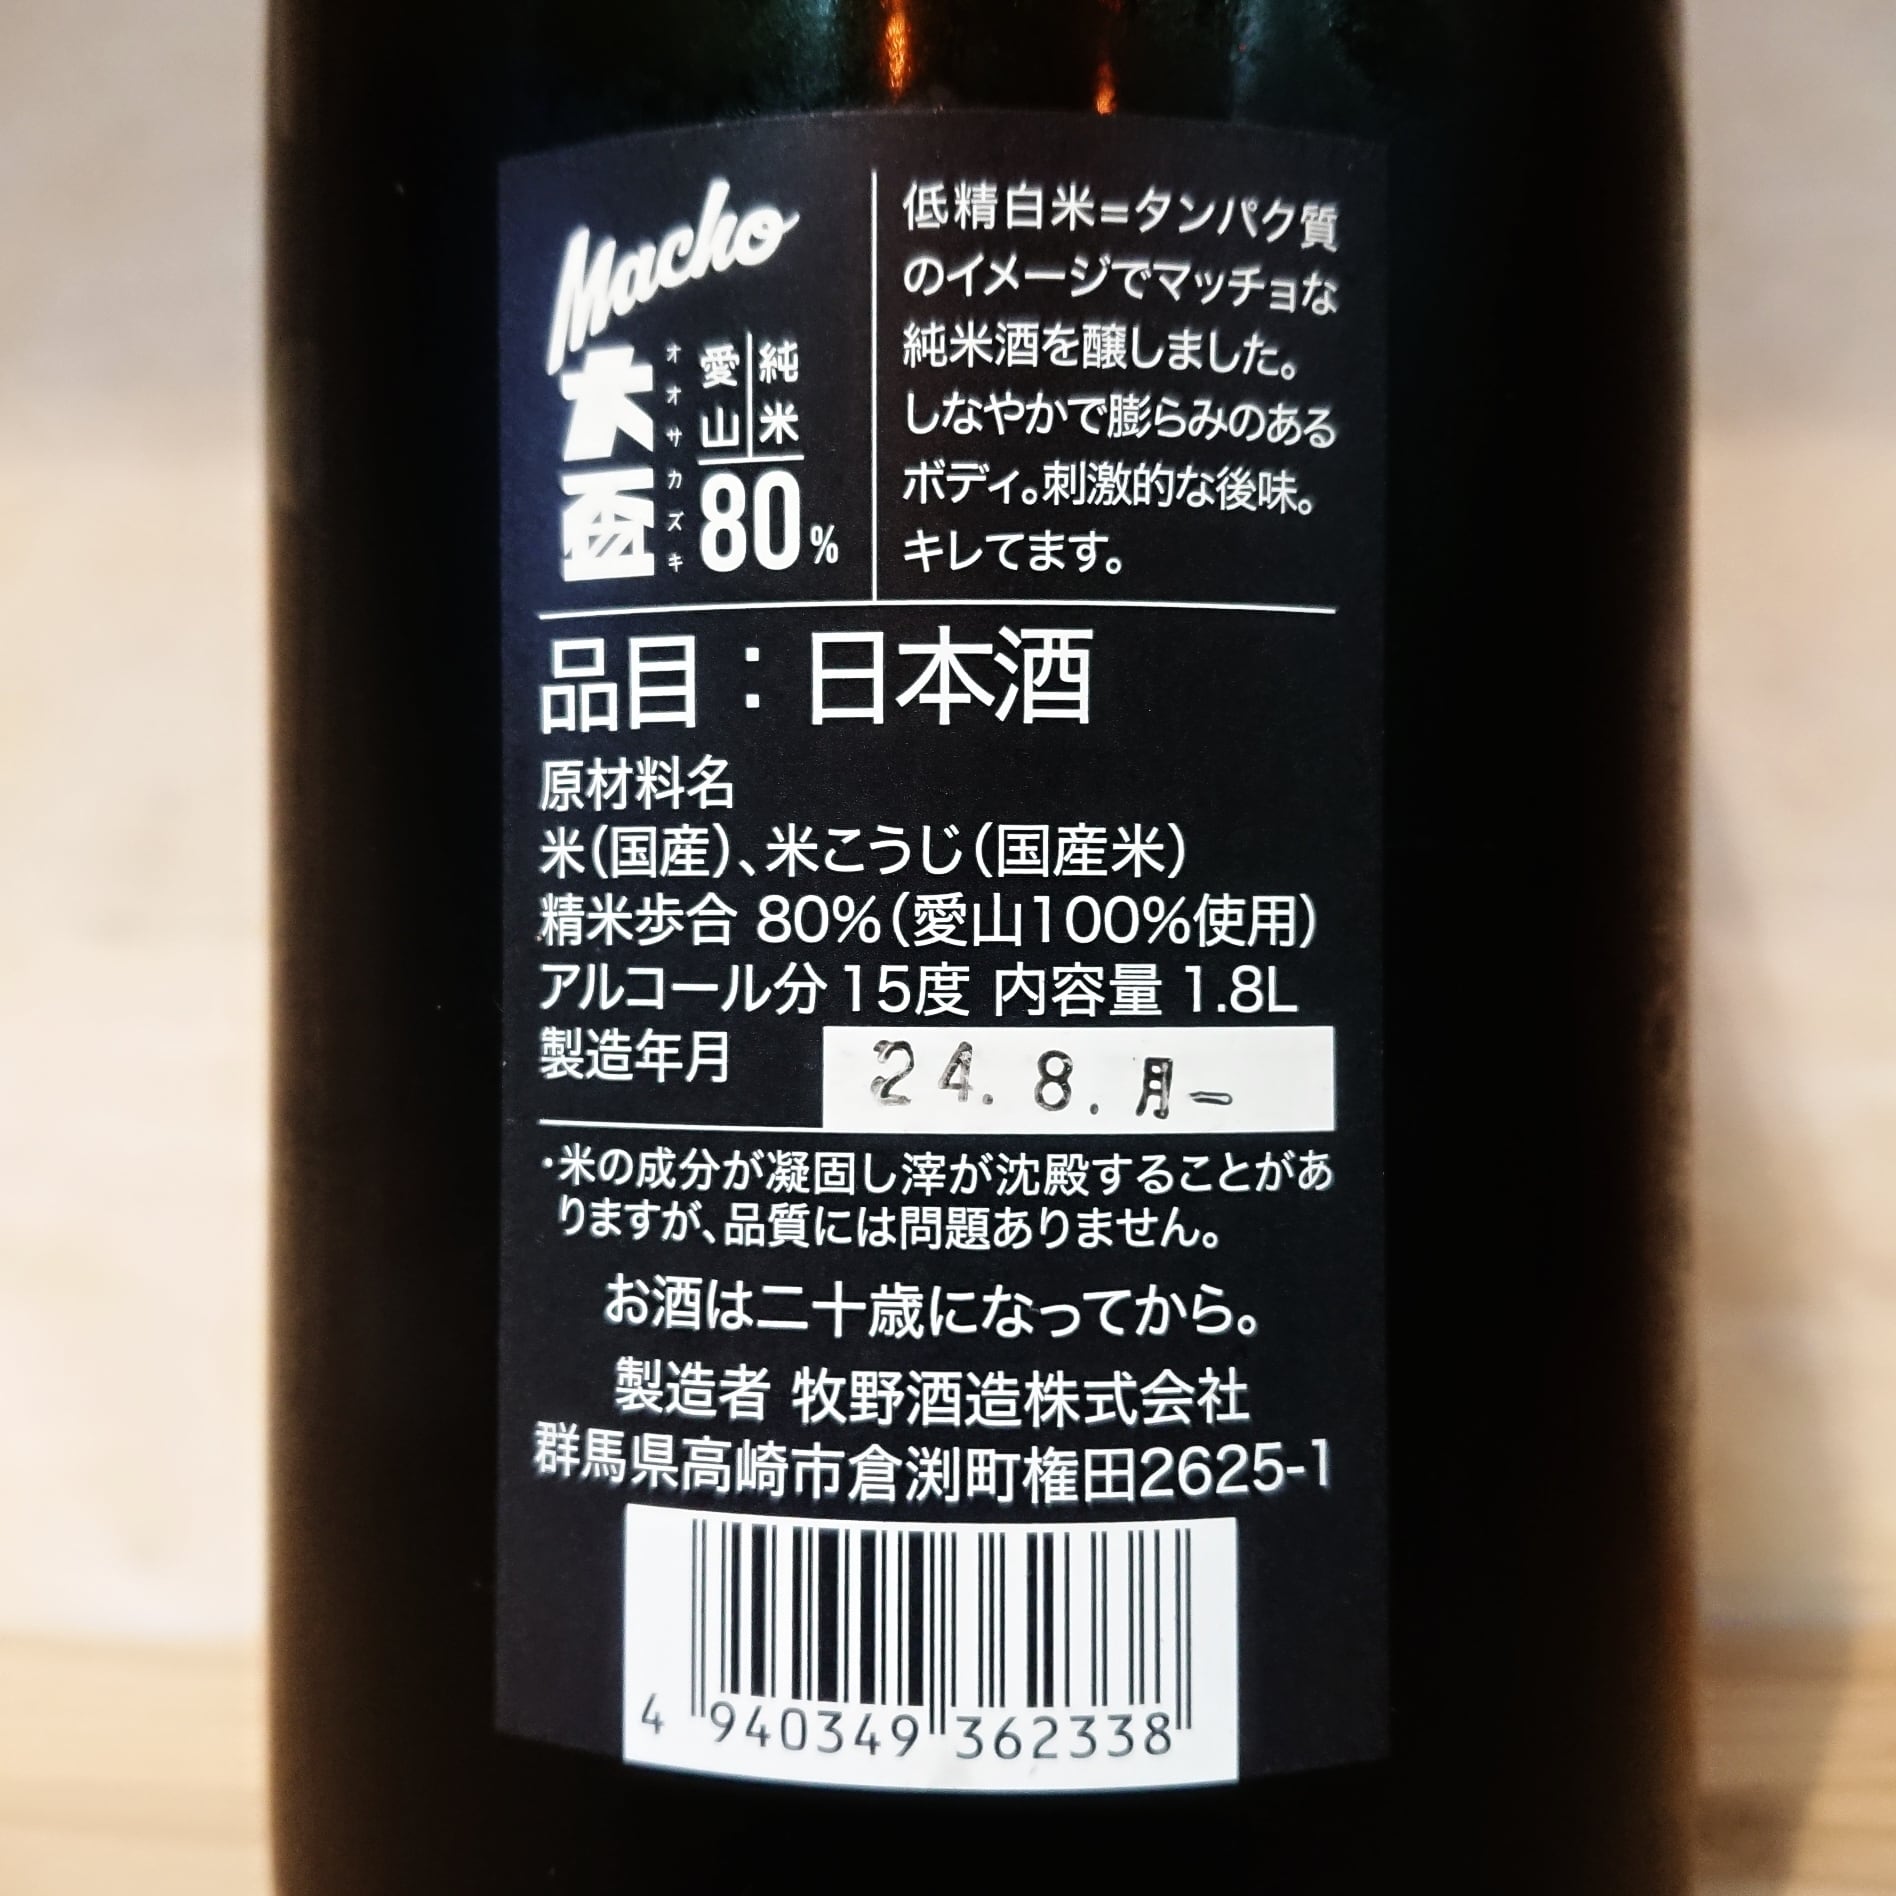 Macho
大盃
オオサカズキ
純米
愛山
80%
低精白米=タンパク質
のイメージでマッチョな
純米酒を醸しました。
しなやかで膨らみのある
ボディ。刺激的な後味。
キレてます。
品目：日本酒
原材料名
米(国産)、米こうじ(国産米)
精米歩合 80%(愛山100%使用)
アルコール分15度 内容量 1.8L
製造年月 24.8.月
・米の成分が凝固し滓が沈殿することがあ
りますが、品質には問題ありません。
お酒は二十歳になってから。
製造者 牧野酒造株式会社
群馬県高崎市倉渕町権田2625-1
4 940349 362338